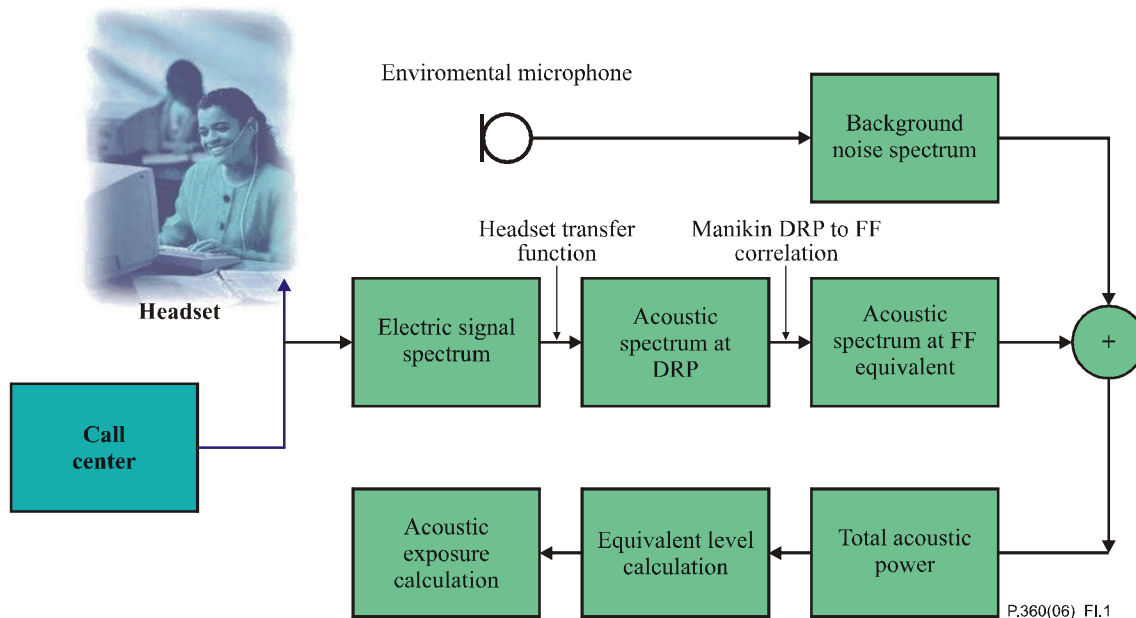 Enviromental microphone
Background
noise spectrum
Headset transfer
function
Manikin DRP to FF
correlation
Headset
Electric signal
spectrum
Acoustic
spectrum at
DRP
Acoustic
spectrum at FF
equivalent
+
Call
center
Acoustic
exposure
calculation
Equivalent level
calculation
Total acoustic
power
P.360(06)_FI.1